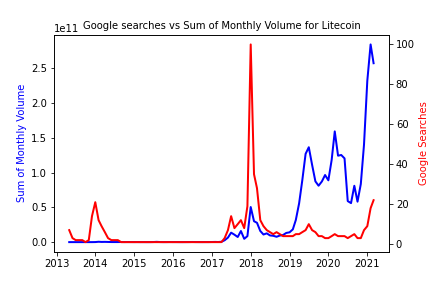 Google searches vs Sum of Monthly Volume for Litecoin
1e11
2.5
2.0
1.5
1.0
0.5
0.0
Sum of Monthly Volume
100
80
60
40
20
0
Google Searches
2013 2014 2015 2016 2017 2018 2019 2020 2021